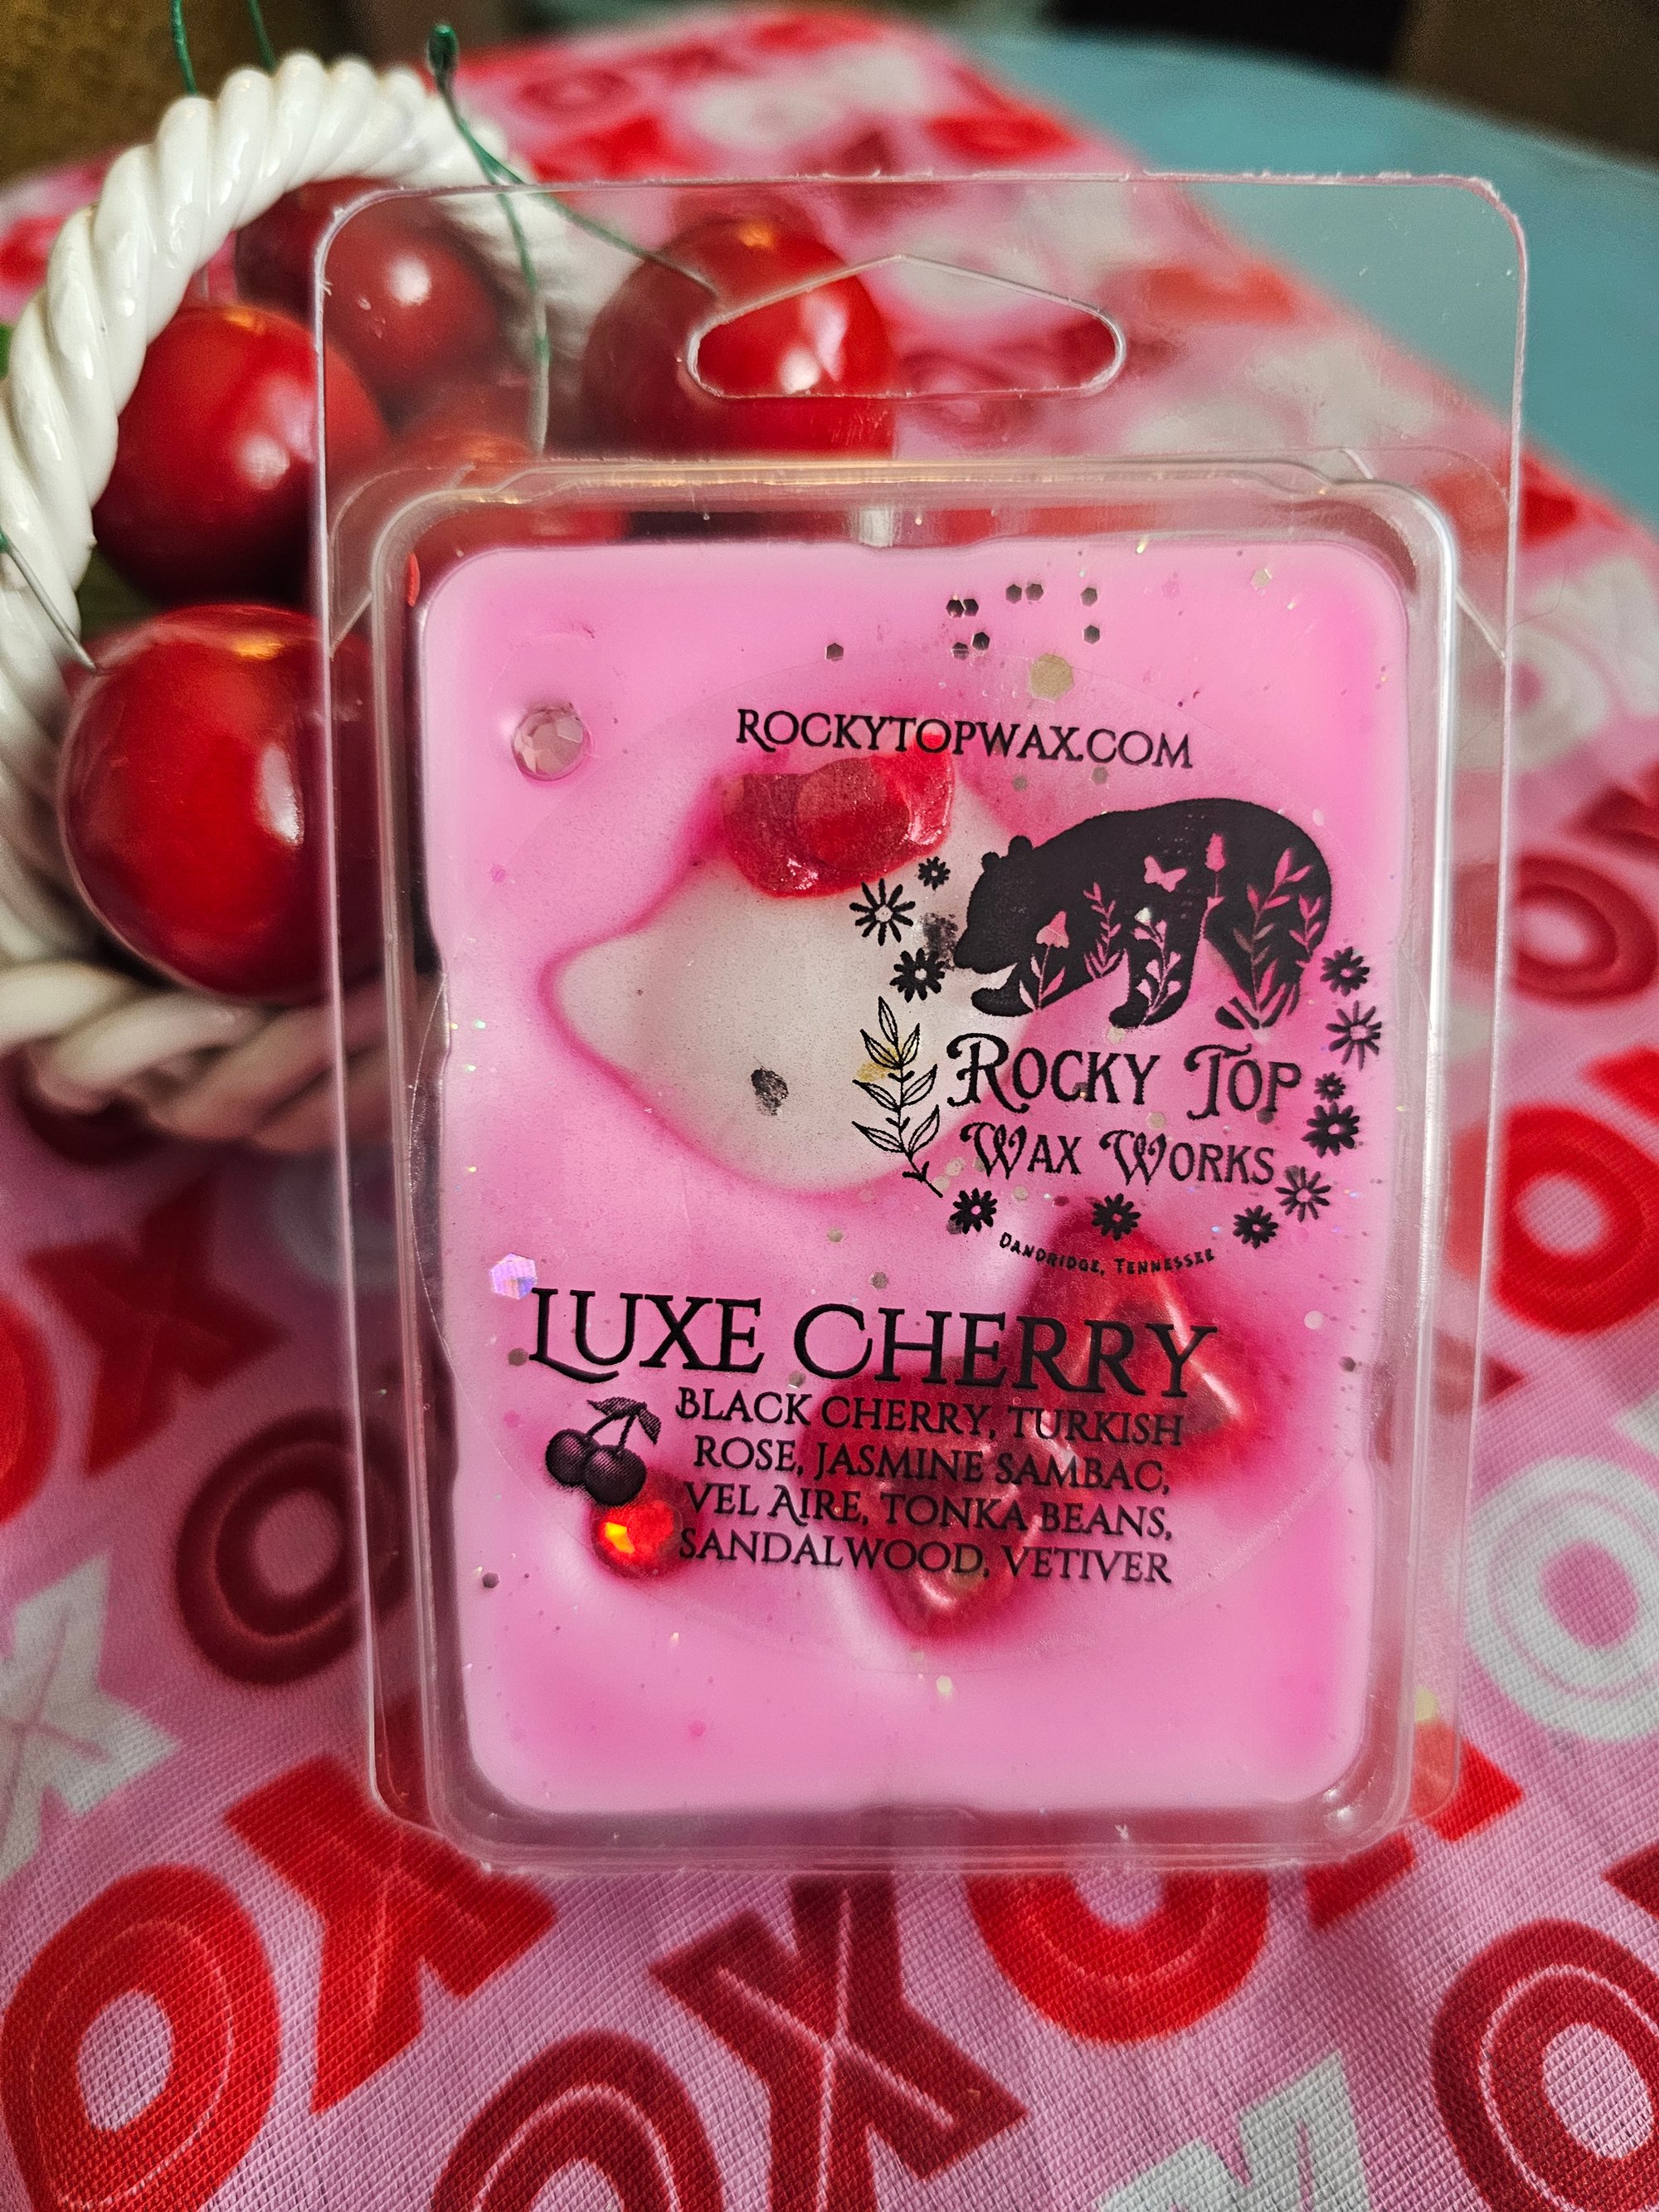 ROCKYTOPWAX.COM
ROCKY TOP
WAX WORKS
DANDRIDGE, TENNESSEE
LUXE CHERRY
BLACK CHERRY, TURKISH
ROSE, JASMINE SAMBAC,
VEL AIRE, TONKA BEANS,
SANDALWOOD, VETIVER